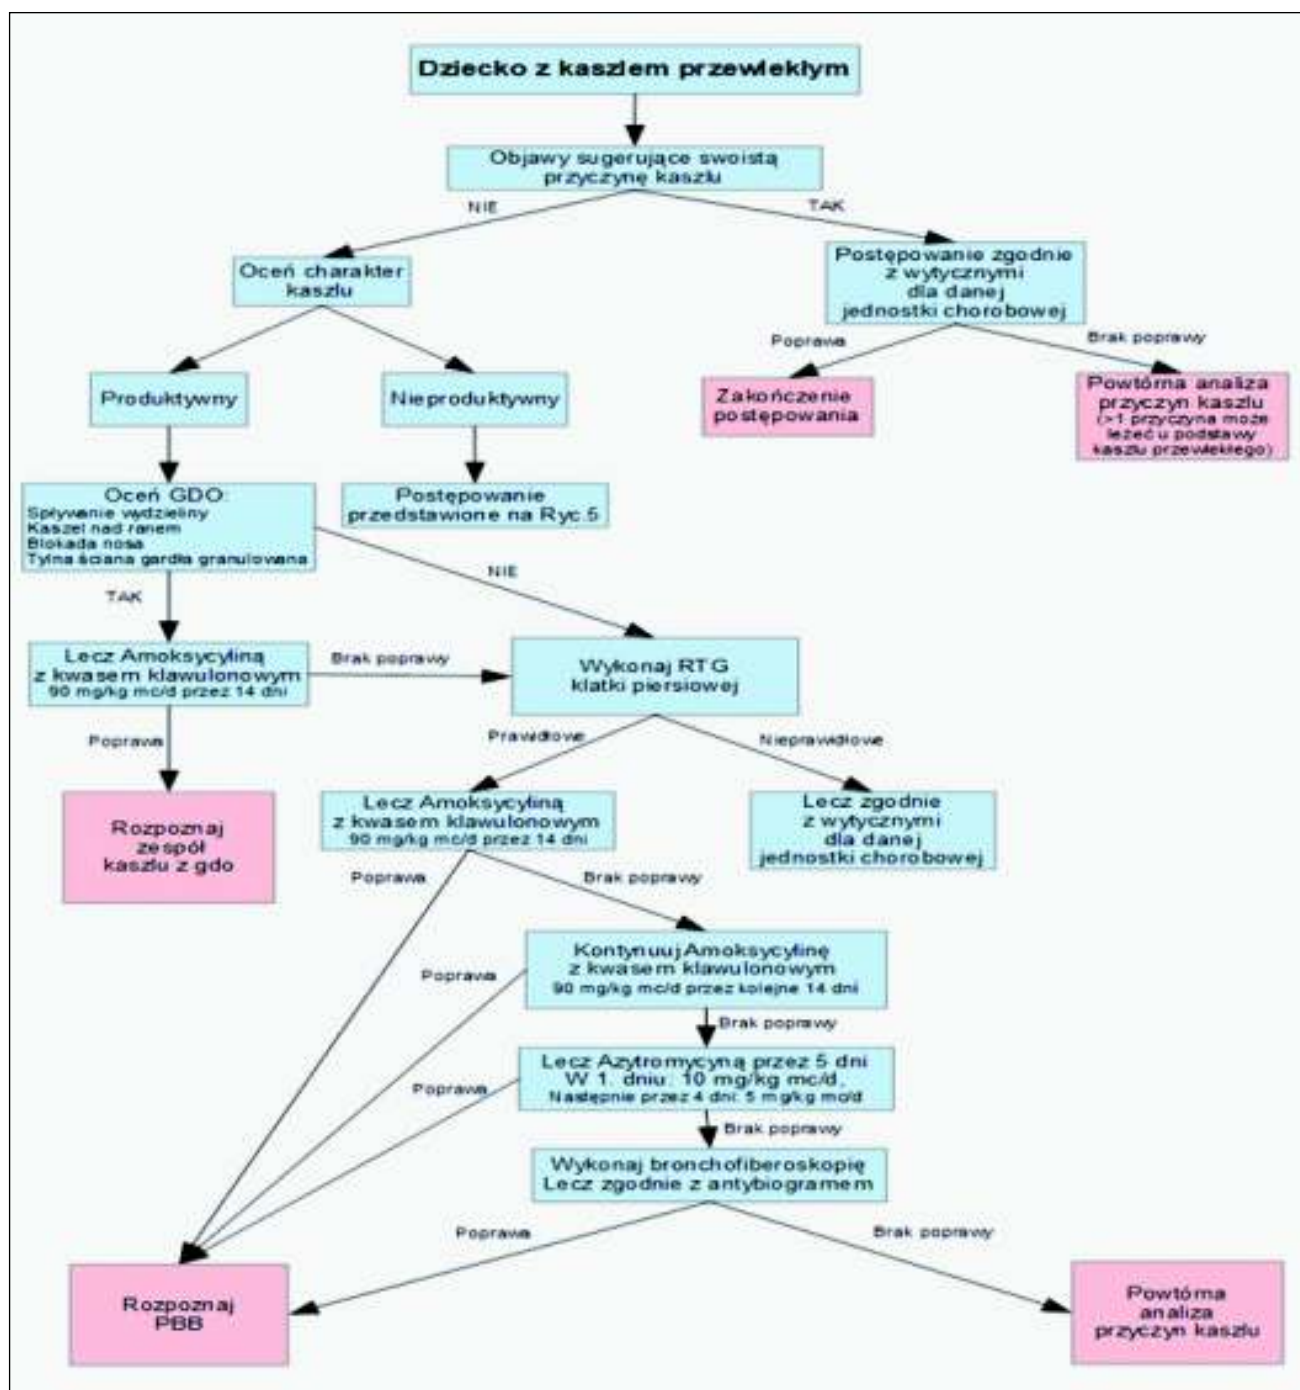 Dziecko z kaszlem przewlekłym
Objawy sugerujące swoistą
przyczynę kaszlu
NIE
TAK
Oceń charakter
kaszlu
Postępowanie zgodnie
z wytycznymi
dla danej
jednostki chorobowej
Poprawa
Brak poprawy
Produktywny
Nieproduktywny
Zakończenie
postępowania
Powtórna analiza
przyczyn kaszlu
(>1 przyczyna może
leżeć u podstawy
kaszlu przewlekłego)
Oceń GDO:
Spływanie wydzieliny
Kaszel nad ranem
Blokada nosa
Tylna ściana gardła granulowana
Postępowanie
przedstawione na Ryc.5
NIE
TAK
Lecz Amoksycyliną
z kwasem klawulonowym
90 mg/kg mc/d przez 14 dni
Brak poprawy
Wykonaj RTG
klatki piersiowej
Poprawa
Prawidłowe
Nieprawidłowe
Rozpoznaj
zespół
kaszlu z gdo
Lecz Amoksycyliną
z kwasem klawulonowym
90 mg/kg mc/d przez 14 dni
Lecz zgodnie
z wytycznymi
dla danej
jednostki chorobowej
Poprawa
Brak poprawy
Kontynuuj Amoksycylinę
z kwasem klawulonowym
90 mg/kg mc/d przez kolejne 14 dni
Poprawa
Brak poprawy
Lecz Azytromycyną przez 5 dni
W 1. dniu: 10 mg/kg mc/d,
Następnie przez 4 dni: 5 mg/kg mc/d
Poprawa
Brak poprawy
Wykonaj bronchofiberoskopię
Lecz zgodnie z antybiogramem
Poprawa
Brak poprawy
Rozpoznaj
PBB
Powtórna
analiza
przyczyn kaszlu